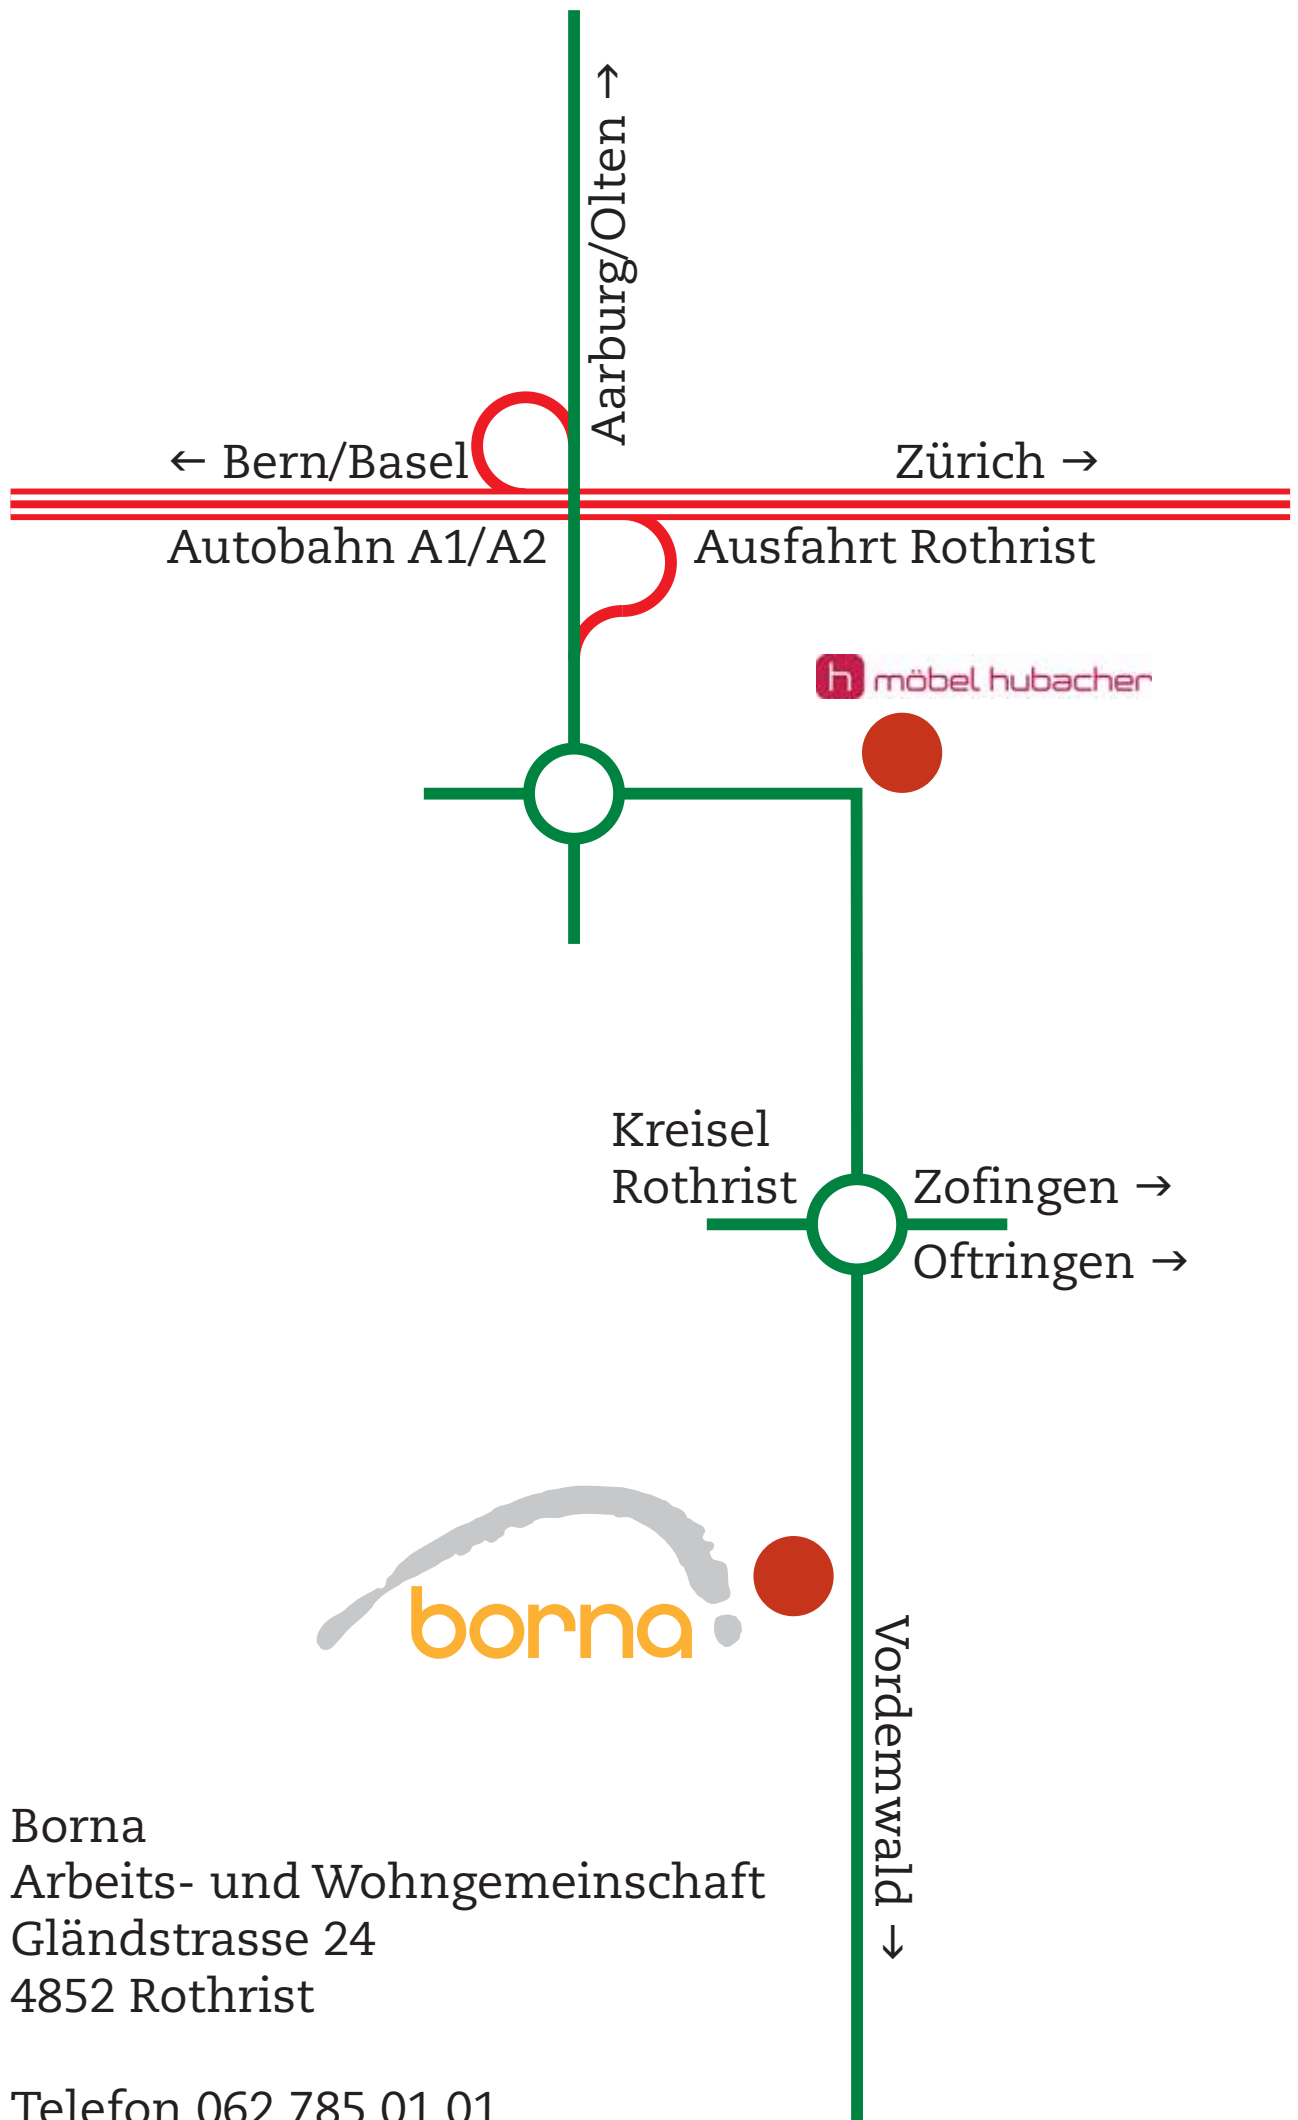 Aarburg/Olten →
← Bern/Basel
Zürich →
Autobahn A1/A2
Ausfahrt Rothrist
h möbel hubacher
Kreisel
Rothrist
Zofingen →
Oftringen →
borna
Vordemwald →
Borna
Arbeits- und Wohngemeinschaft
Gländstrasse 24
4852 Rothrist
Telefon 062 785 01 01